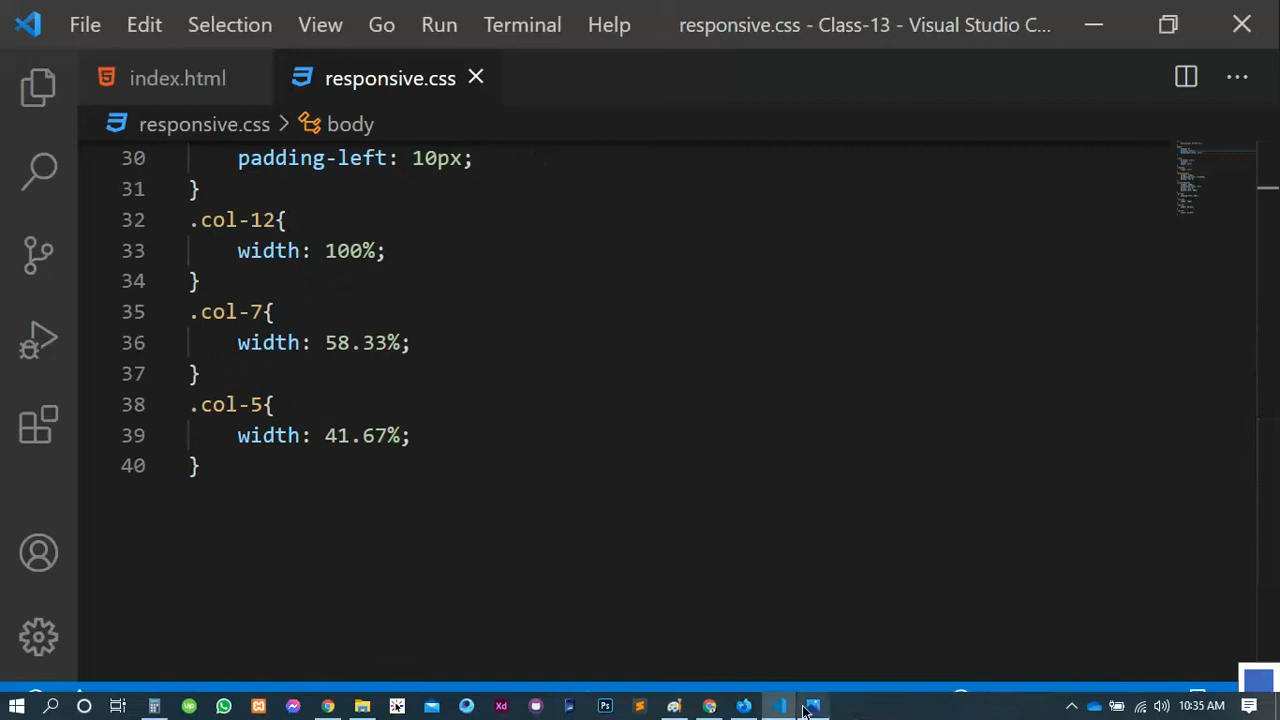 File Edit Selection View Go Run Terminal Help responsive.css - Class-13 - Visual Studio C...
index.html responsive.css
responsive.css > body
30 padding-left: 10px;
31 }
32 .col-12{
33 width: 100%;
34 }
35 .col-7{
36 width: 58.33%;
37 }
38 .col-5{
39 width: 41.67%;
40 }
Xd Ps 10:35 AM